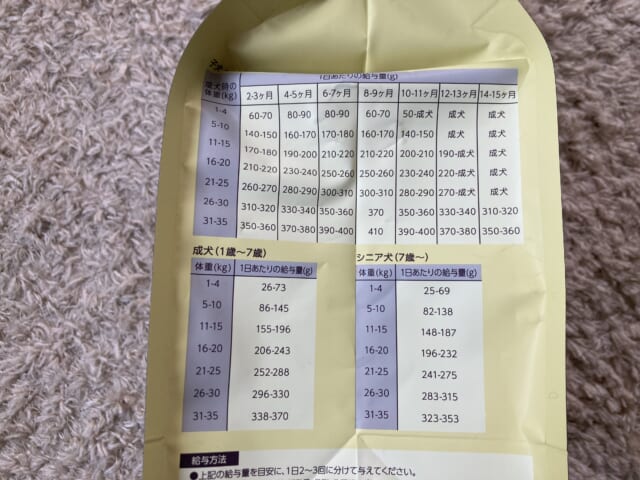 子
1日あたりの給与量(g)
成犬時の
体重(kg) 2-3ヶ月 4-5ヶ月 6-7ヶ月 8-9ヶ月 10-11ヶ月 12-13ヶ月 14-15ヶ月
1-4 60-70 80-90 80-90 60-70 50-成犬 成犬 成犬
5-10 140-150 160-170 170-180 160-170 140-150 成犬 成犬
11-15 170-180 190-200 210-220 210-220 200-210 190-成犬 成犬
16-20 210-220 230-240 250-260 250-260 230-240 220-成犬 成犬
21-25 260-270 280-290 300-310 300-310 280-290 270-成犬 成犬
26-30 310-320 330-340 350-360 370 350-360 330-340 310-320
31-35 350-360 370-380 390-400 410 390-400 370-380 350-360
成犬(1歳〜7歳)
体重(kg) 1日あたりの給与量(g)
1-4 26-73
5-10 86-145
11-15 155-196
16-20 206-243
21-25 252-288
26-30 296-330
31-35 338-370
シニア犬(7歳〜)
体重(kg) 1日あたりの給与量(g)
1-4 25-69
5-10 82-138
11-15 148-187
16-20 196-232
21-25 241-275
26-30 283-315
31-35 323-353
給与方法
●上記の給与量を目安に、1日2〜3回に分けて与えてください。